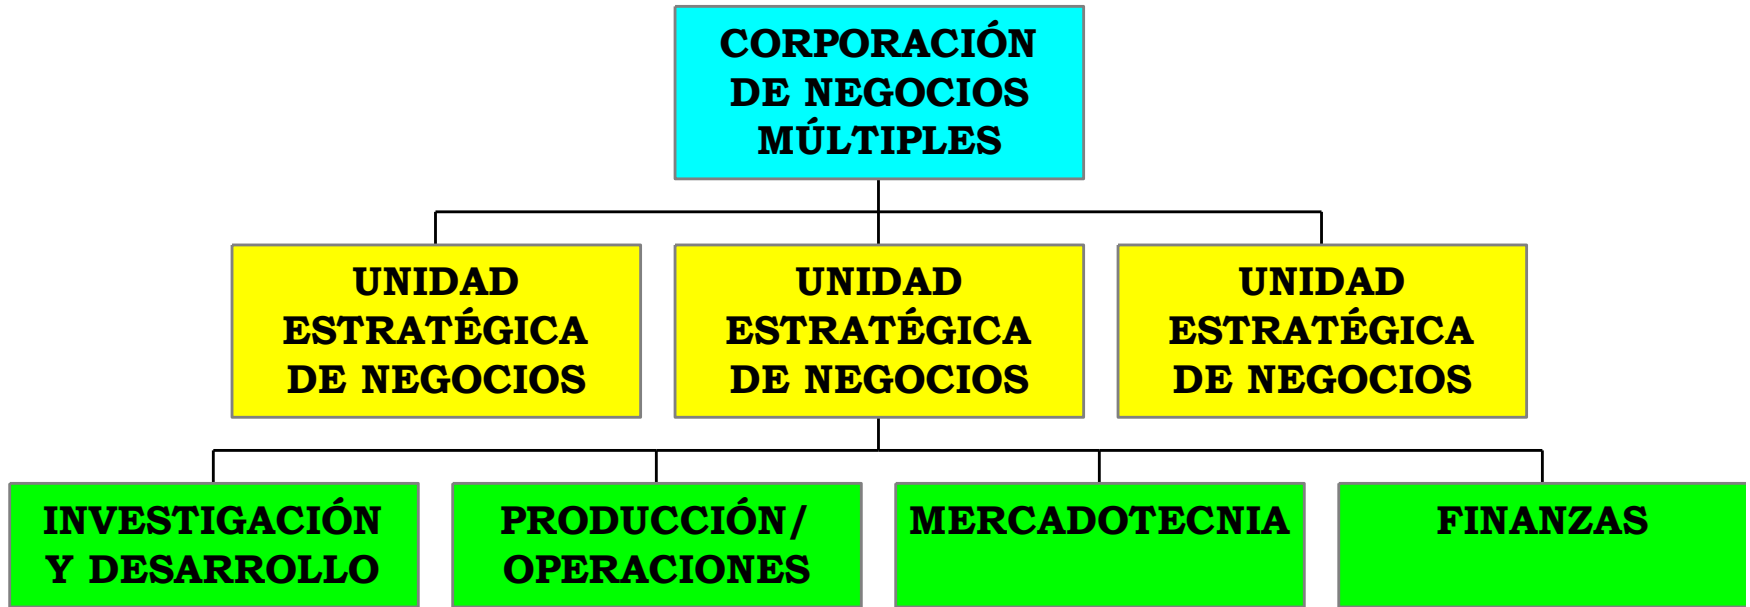 CORPORACIÓN
DE NEGOCIOS
MÚLTIPLES
UNIDAD
ESTRATÉGICA
DE NEGOCIOS
UNIDAD
ESTRATÉGICA
DE NEGOCIOS
UNIDAD
ESTRATÉGICA
DE NEGOCIOS
INVESTIGACIÓN
Y DESARROLLO
PRODUCCIÓN/
OPERACIONES
MERCADOTECNIA
FINANZAS